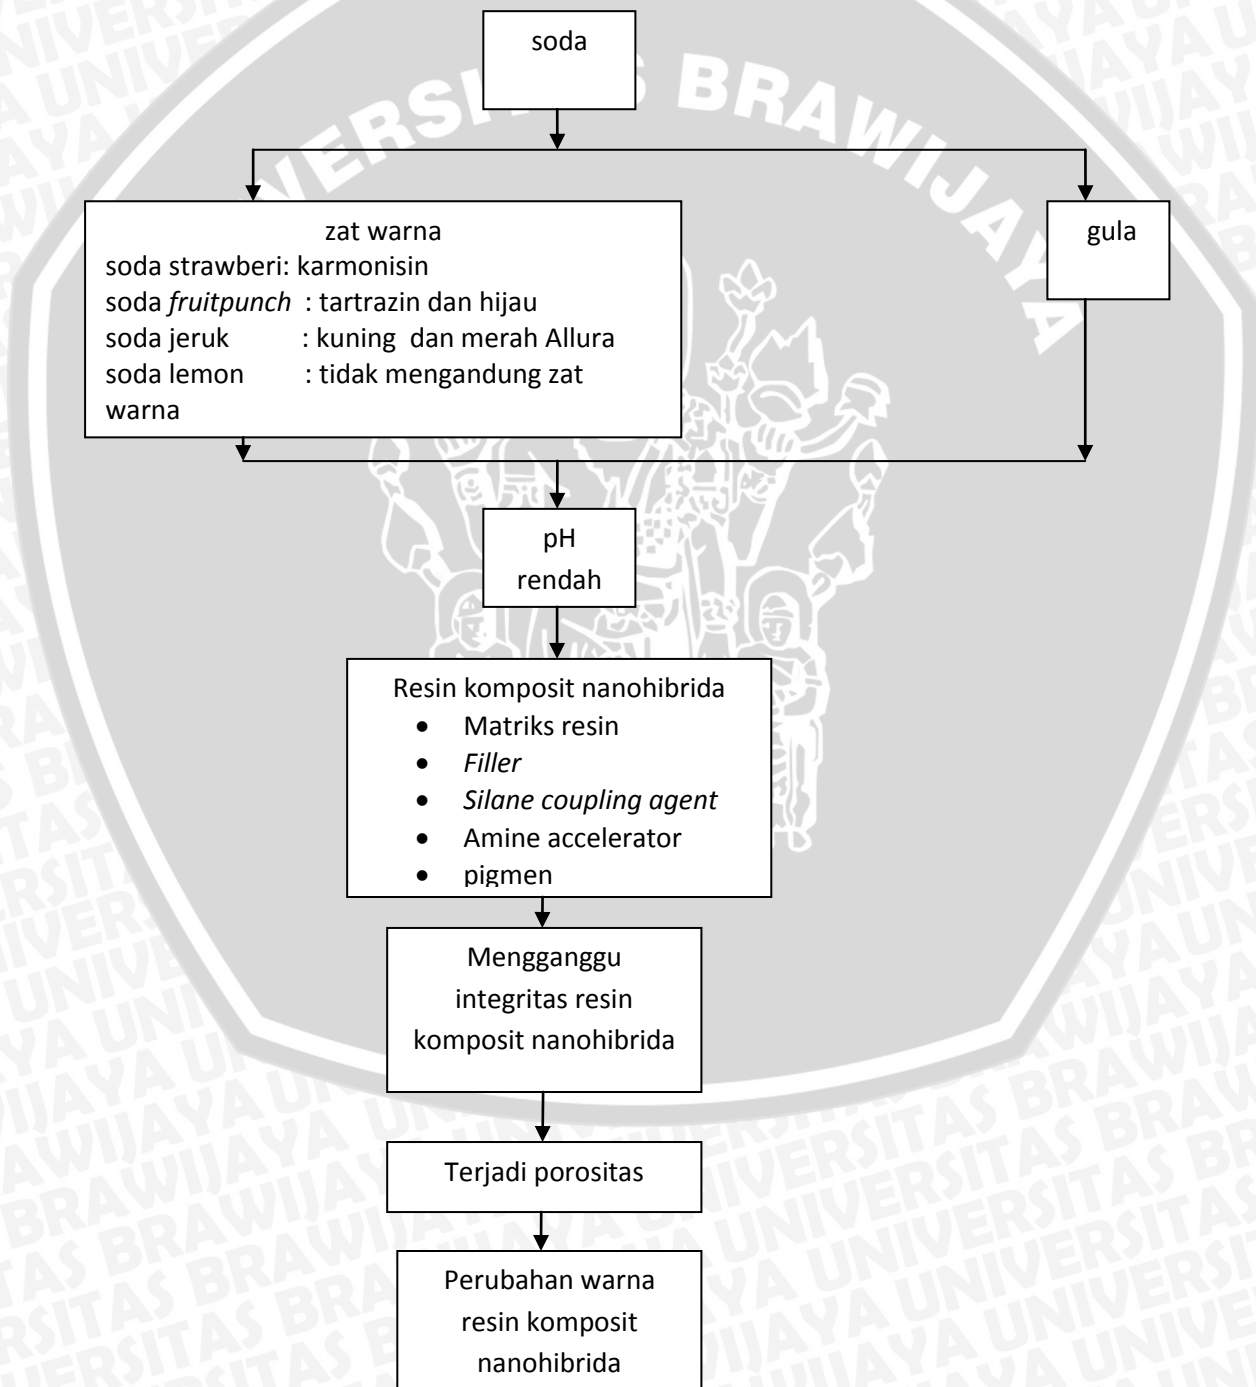 soda
UNIVERSITAS BRAWIJAYA
zat warna
soda strawberi: karmonisin
soda fruitpunch : tartrazin dan hijau
soda jeruk : kuning dan merah Allura
soda lemon : tidak mengandung zat
warna
gula
pH
rendah
Resin komposit nanohibrida
• Matriks resin
• Filler
• Silane coupling agent
• Amine accelerator
• pigmen
Mengganggu
integritas resin
komposit nanohibrida
Terjadi porositas
Perubahan warna
resin komposit
nanohibrida